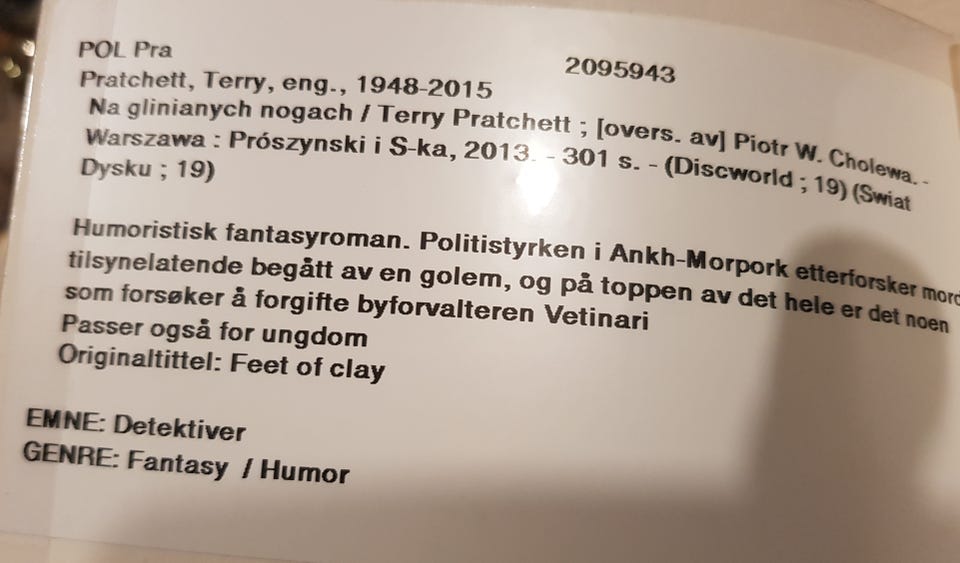 POL Pra
2095943
Pratchett, Terry, eng., 1948-2015
Na glinianych nogach / Terry Pratchett ; [overs. av] Piotr W. Cholewa. -
Warszawa : Prószynski i S-ka, 2013. - 301 s. - (Discworld ; 19) (Swiat
Dysku ; 19)
Humoristisk fantasyroman. Politistyrken i Ankh-Morpork etterforsker mord
tilsynelatende begått av en golem, og på toppen av det hele er det noen
som forsøker å forgifte byforvalteren Vetinari
Passer også for ungdom
Originaltittel: Feet of clay
EMNE: Detektiver
GENRE: Fantasy / Humor